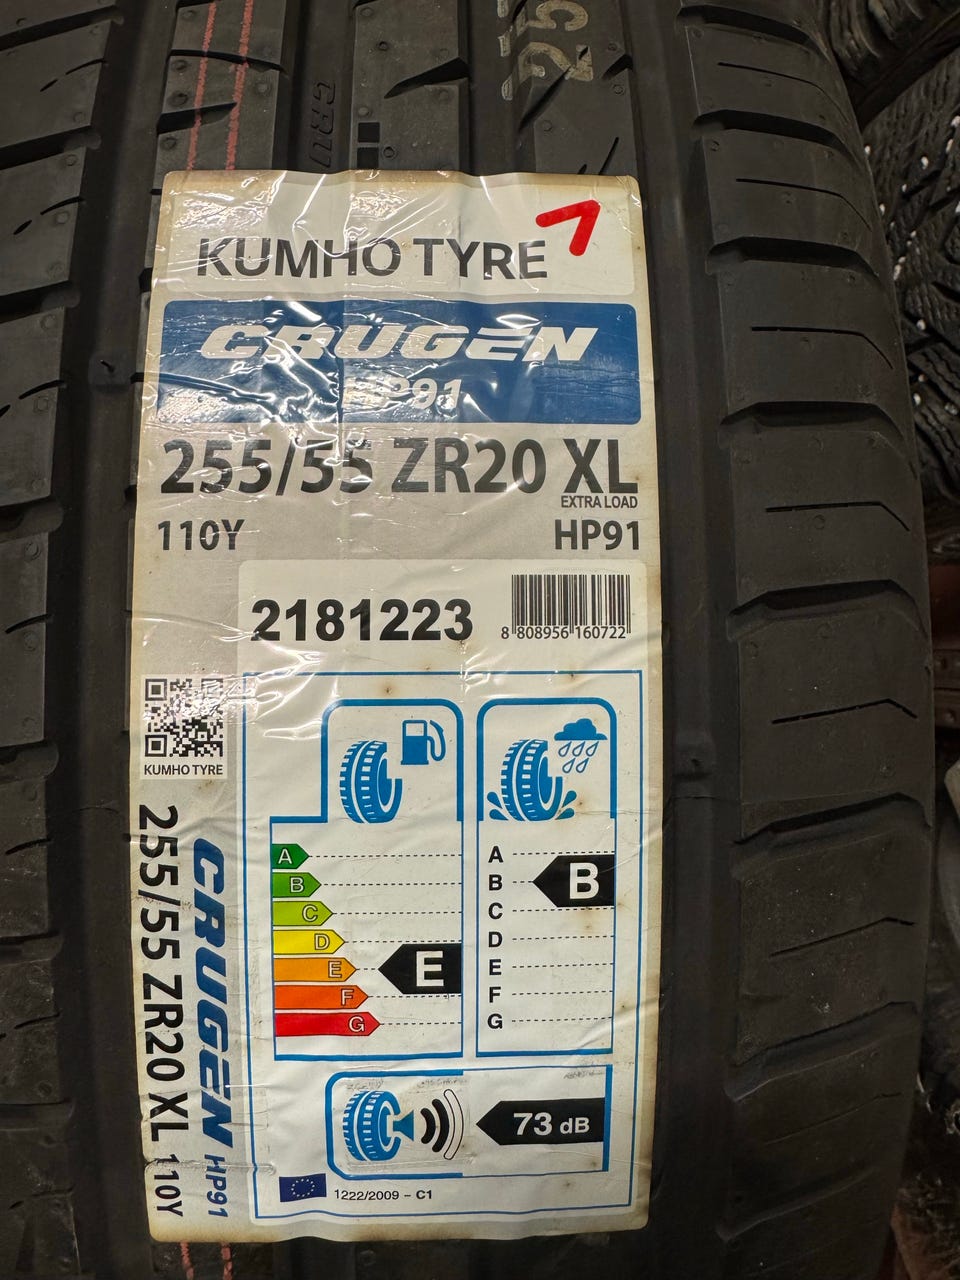 CRU
KUMHO TYRE
CRUGEN
HP91
255/55 ZR20 XL
EXTRA LOAD
110Y HP91
2181223
8 808956 160722
KUMHO TYRE
A
B
C
D
E
F
G
E
A
B
C
D
E
F
G
B
73 dB
1222/2009 – C1
CRUGEN HP91
255/55 ZR20 XL 110Y